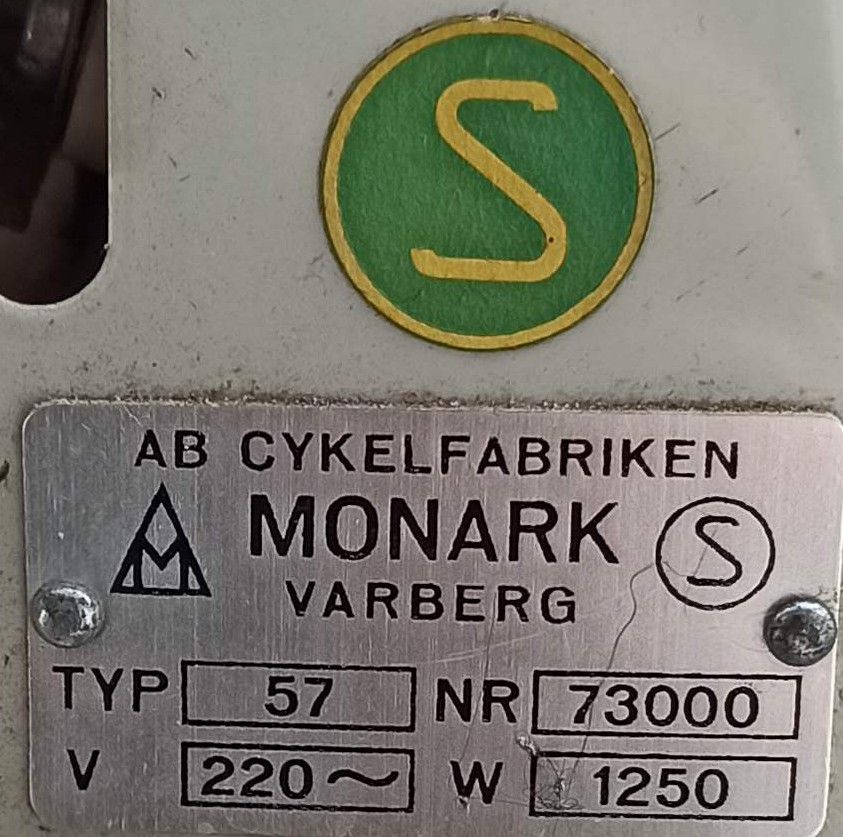 S
AB CYKELFABRIKEN
MONARK S
VARBERG
TYP 57 NR 73000
V 220~ W 1250